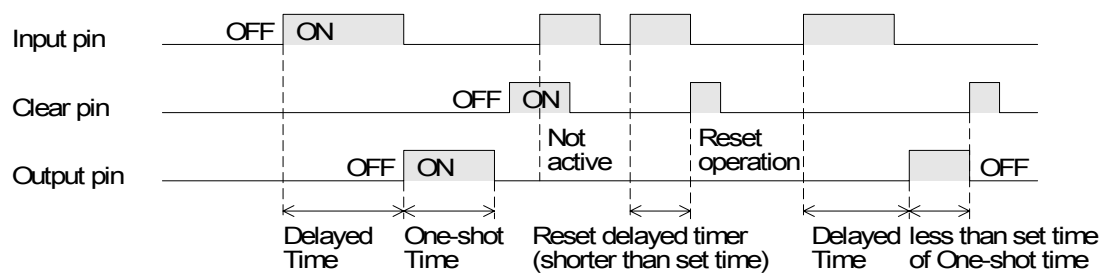 Input pin
OFF ON
Clear pin
OFF ON
Not
active
Reset
operation
Output pin
OFF ON
OFF
Delayed
Time
One-shot
Time
Reset delayed timer
(shorter than set time)
Delayed
Time
less than set time
of One-shot time